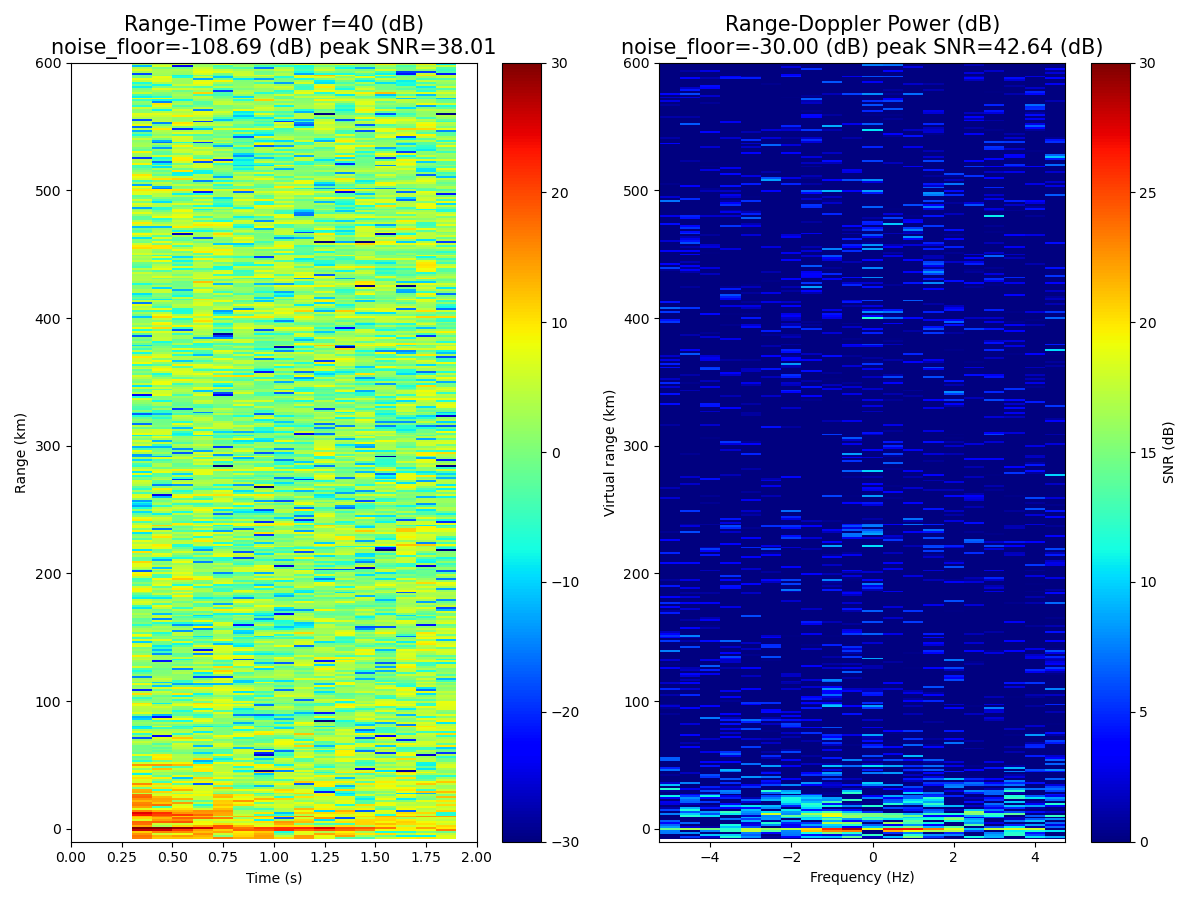 Range-Time Power f=40 (dB)
noise_floor=-108.69 (dB) peak SNR=38.01
Range (km)
600
500
400
300
200
100
0
0.00 0.25 0.50 0.75 1.00 1.25 1.50 1.75 2.00
Time (s)
30
20
10
0
−10
−20
−30
Range-Doppler Power (dB)
noise_floor=-30.00 (dB) peak SNR=42.64 (dB)
Virtual range (km)
600
500
400
300
200
100
0
−4 −2 0 2 4
Frequency (Hz)
30
25
20
15
10
5
0
SNR (dB)